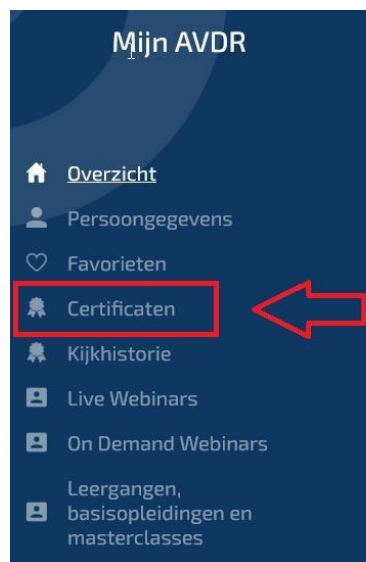 Mijn AVDR
Overzicht
Persoongegevens
Favorieten
Certificaten
Kijkhistorie
Live Webinars
On Demand Webinars
Leergangen,
basisopleidingen en
masterclasses